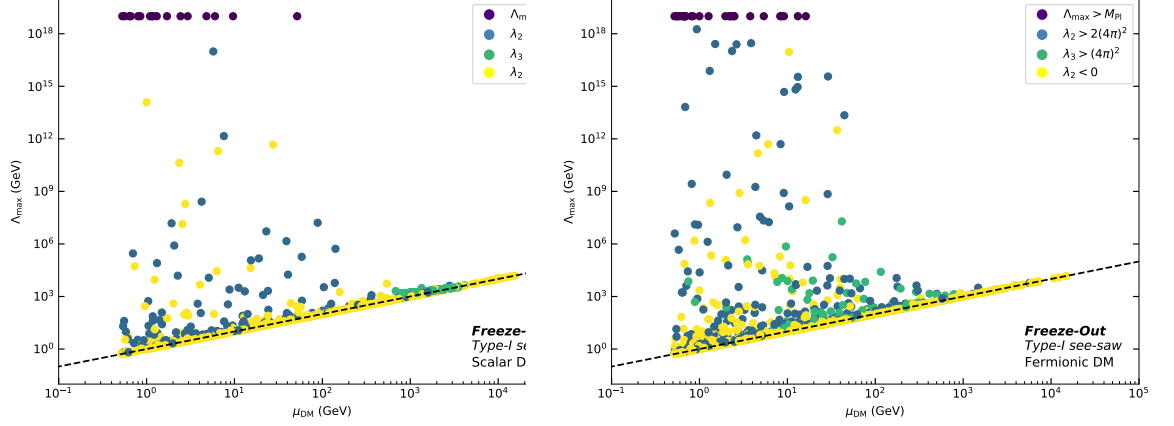 Λmax (GeV)
10^18
10^15
10^12
10^9
10^6
10^3
10^0
10^−1 10^0 10^1 10^2 10^3 10^4
μDM (GeV)
Λm
λ2
λ3
λ2
Freeze-
Type-I se
Scalar D
Λmax (GeV)
10^18
10^15
10^12
10^9
10^6
10^3
10^0
10^−1 10^0 10^1 10^2 10^3 10^4 10^5
μDM (GeV)
Λmax > MPl
λ2 > 2(4π)^2
λ3 > (4π)^2
λ2 < 0
Freeze-Out
Type-I see-saw
Fermionic DM